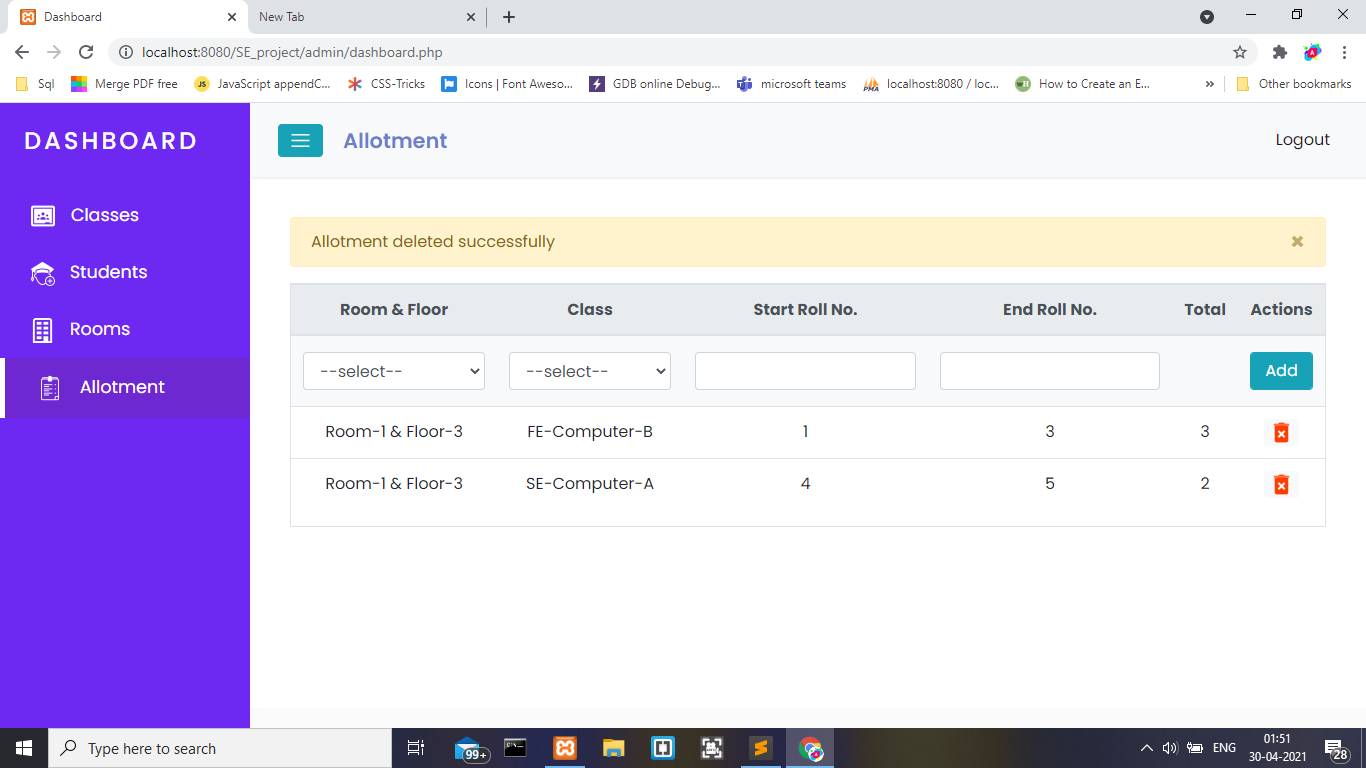 Dashboard
New Tab
localhost:8080/SE_project/admin/dashboard.php
Sql
Merge PDF free
JS
JavaScript appendC...
CSS-Tricks
Icons | Font Aweso...
GDB online Debug...
microsoft teams
PMA
localhost:8080 / loc...
wH
How to Create an E...
»
Other bookmarks
DASHBOARD
Allotment
Logout
Classes
Students
Rooms
Allotment
Allotment deleted successfully
Room & Floor Class Start Roll No. End Roll No. Total Actions
--select-- --select-- Add
Room-1 & Floor-3 FE-Computer-B 1 3 3
Room-1 & Floor-3 SE-Computer-A 4 5 2
Type here to search
99+
ENG
01:51
30-04-2021
28